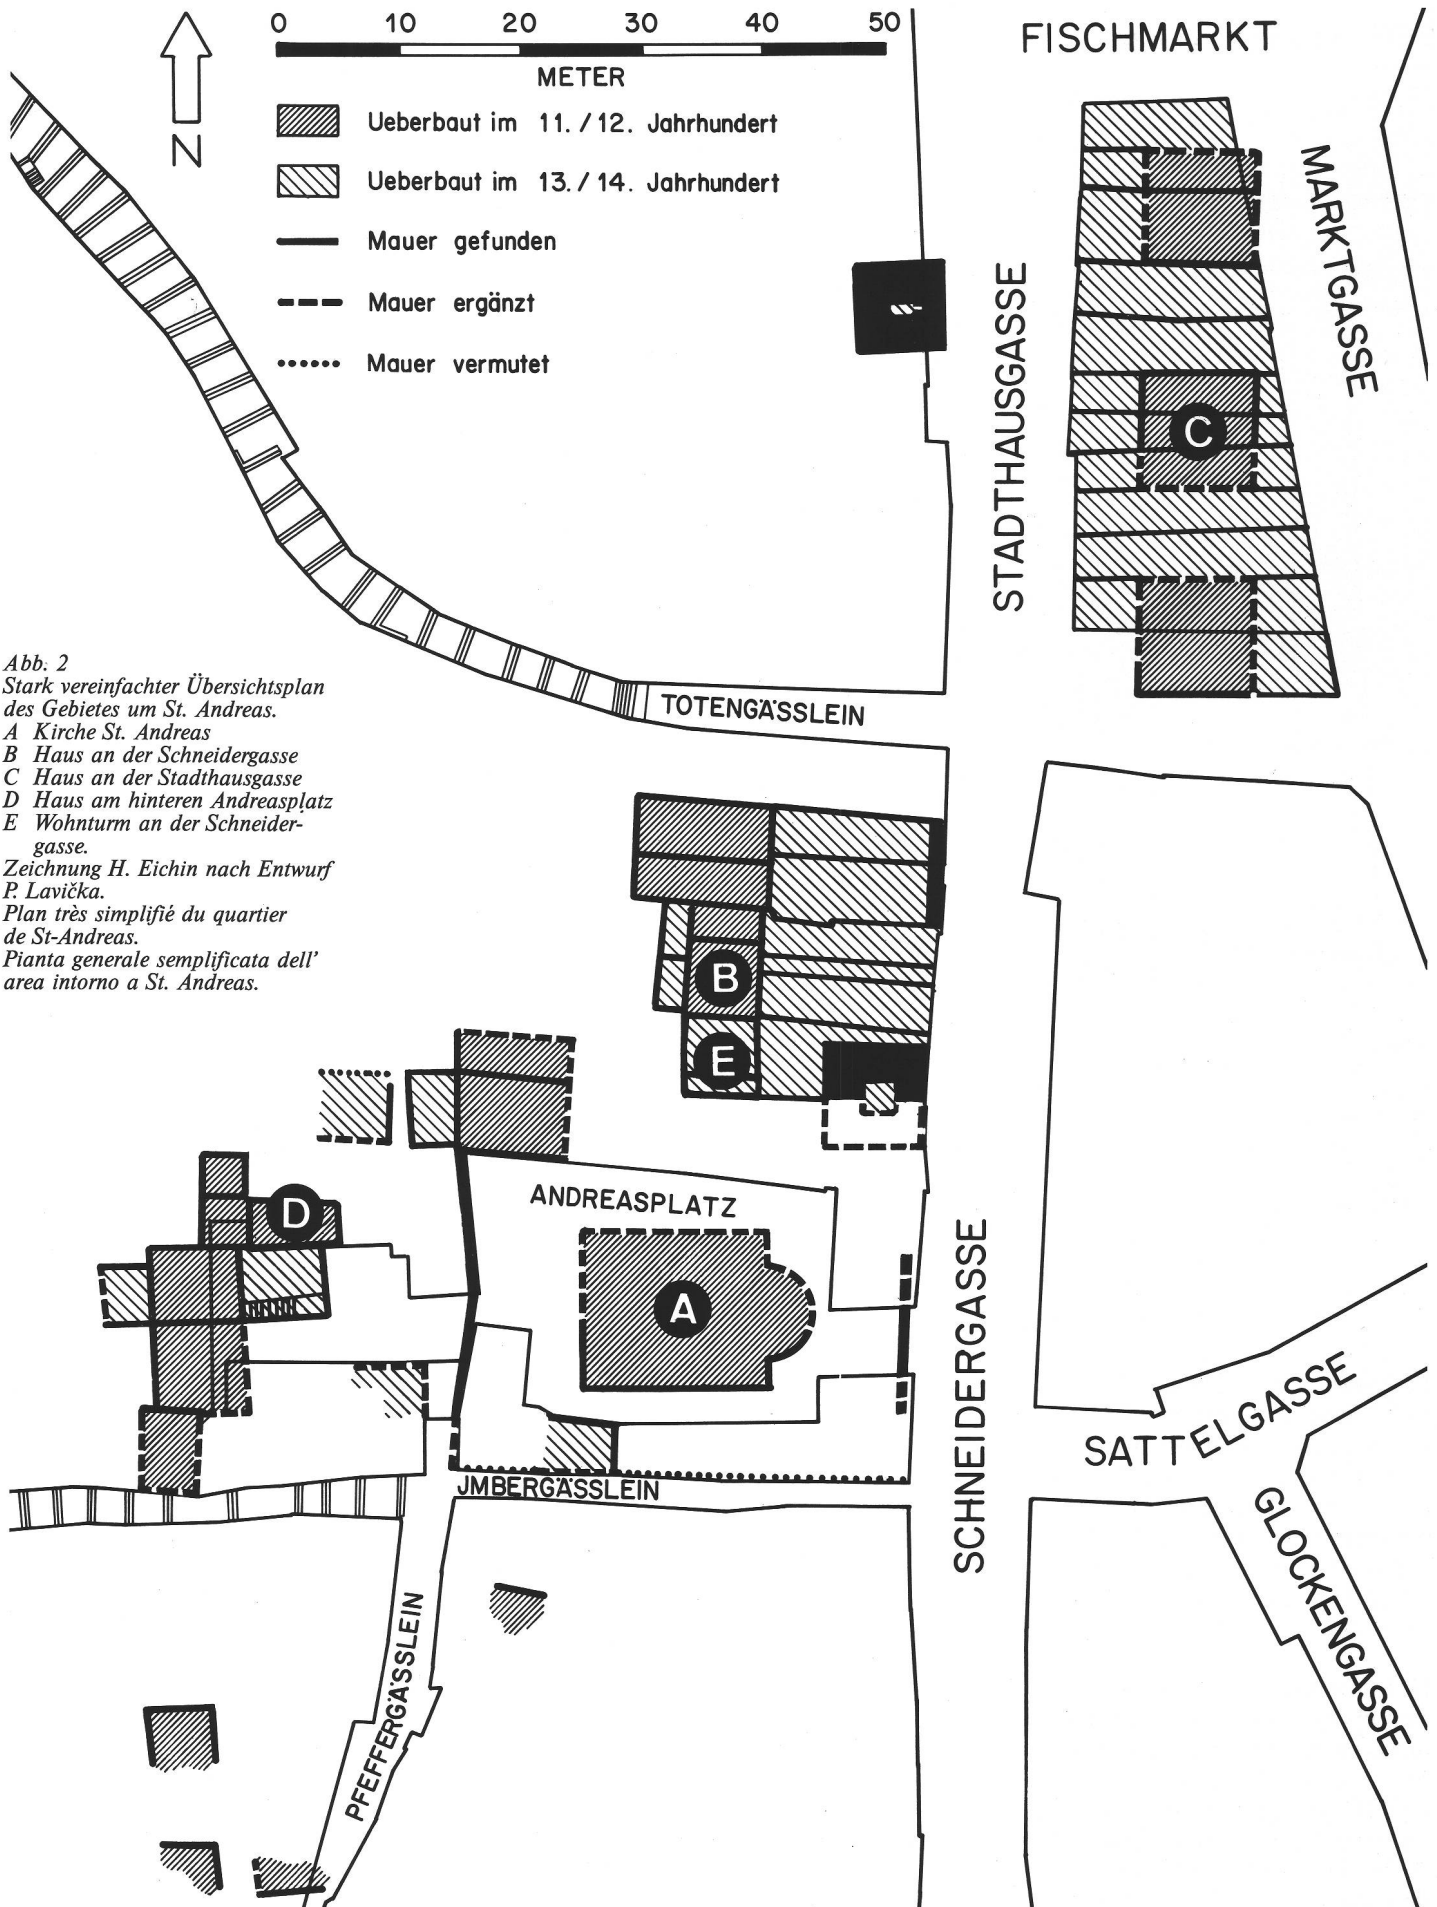 0 10 20 30 40 50
METER
N
Ueberbaut im 11./12. Jahrhundert
Ueberbaut im 13./14. Jahrhundert
Mauer gefunden
Mauer ergänzt
Mauer vermutet
FISCHMARKT
MARKTGASSE
STADTHAUSGASSE
C
TOTENGÄSSLEIN
Abb. 2
Stark vereinfachter Übersichtsplan
des Gebietes um St. Andreas.
A Kirche St. Andreas
B Haus an der Schneidergasse
C Haus an der Stadthausgasse
D Haus am hinteren Andreasplatz
E Wohnturm an der Schneider-
gasse.
Zeichnung H. Eichin nach Entwurf
P. Lavička.
Plan très simplifié du quartier
de St-Andreas.
Pianta generale semplificata dell'
area intorno a St. Andreas.
B
E
D
ANDREASPLATZ
A
SCHNEIDERGASSE
SATTELGASSE
JMBERGÄSSLEIN
GLOCKENGASSE
PFEFFERGÄSSLEIN